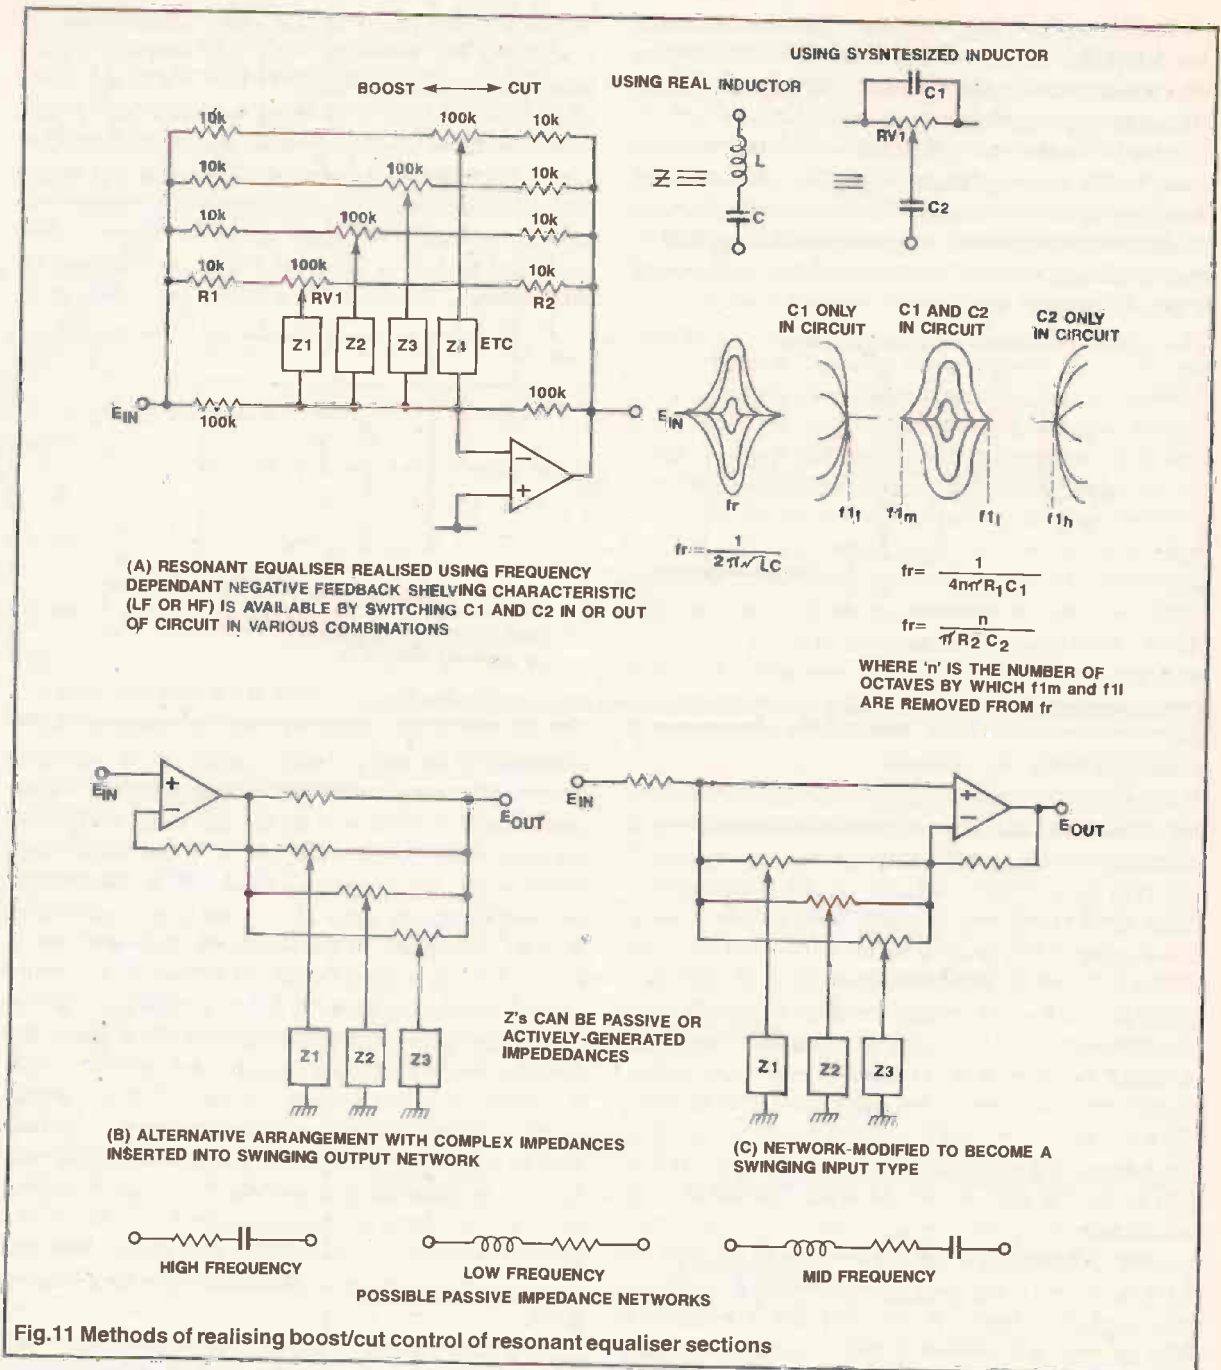 BOOST ←→ CUT
10k 100k 10k
10k 100k 10k
10k 100k 10k
10k 100k 10k
R1 RV1 R2
Z1 Z2 Z3 Z4 ETC
EIN 100k 100k
−
+
USING REAL INDUCTOR
Z ≡ L
C
USING SYSNTESIZED INDUCTOR
C1
RV1
≡
C2
C1 ONLY
IN CIRCUIT
C1 AND C2
IN CIRCUIT
C2 ONLY
IN CIRCUIT
EIN
fr
f1f f1m f1l f1h
fr = 1 / 2π√LC
fr= 1 / 4nπR1C1
fr= n / πR2C2
WHERE 'n' IS THE NUMBER OF
OCTAVES BY WHICH f1m and f1l
ARE REMOVED FROM fr
(A) RESONANT EQUALISER REALISED USING FREQUENCY
DEPENDANT NEGATIVE FEEDBACK SHELVING CHARACTERISTIC
(LF OR HF) IS AVAILABLE BY SWITCHING C1 AND C2 IN OR OUT
OF CIRCUIT IN VARIOUS COMBINATIONS
EIN
+
−
EOUT
Z1 Z2 Z3
(B) ALTERNATIVE ARRANGEMENT WITH COMPLEX IMPEDANCES
INSERTED INTO SWINGING OUTPUT NETWORK
Z's CAN BE PASSIVE OR
ACTIVELY-GENERATED
IMPEDEDANCES
EIN
+
−
EOUT
Z1 Z2 Z3
(C) NETWORK-MODIFIED TO BECOME A
SWINGING INPUT TYPE
HIGH FREQUENCY
LOW FREQUENCY
MID FREQUENCY
POSSIBLE PASSIVE IMPEDANCE NETWORKS
Fig.11 Methods of realising boost/cut control of resonant equaliser sections